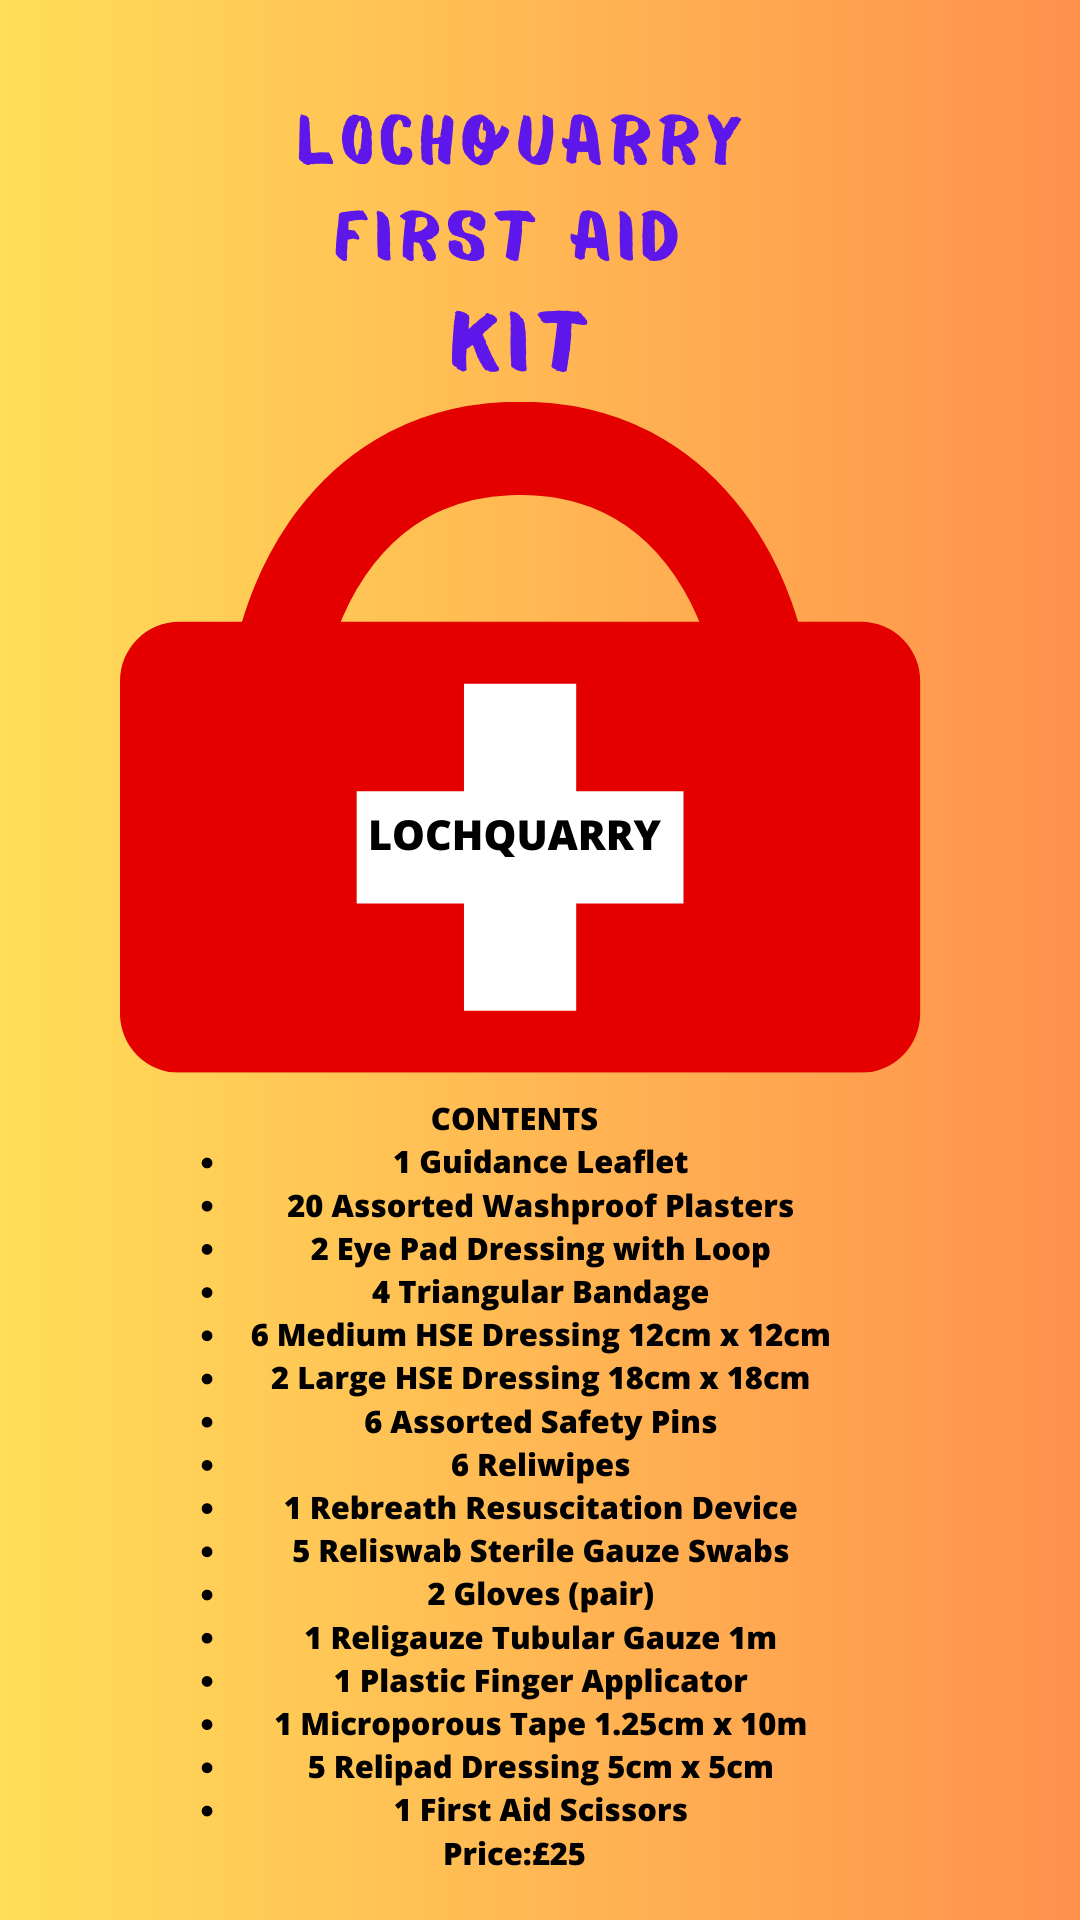 LOCHQUARRY
FIRST AID
KIT
LOCHQUARRY
CONTENTS
• 1 Guidance Leaflet
• 20 Assorted Washproof Plasters
• 2 Eye Pad Dressing with Loop
• 4 Triangular Bandage
• 6 Medium HSE Dressing 12cm x 12cm
• 2 Large HSE Dressing 18cm x 18cm
• 6 Assorted Safety Pins
• 6 Reliwipes
• 1 Rebreath Resuscitation Device
• 5 Reliswab Sterile Gauze Swabs
• 2 Gloves (pair)
• 1 Religauze Tubular Gauze 1m
• 1 Plastic Finger Applicator
• 1 Microporous Tape 1.25cm x 10m
• 5 Relipad Dressing 5cm x 5cm
• 1 First Aid Scissors
Price:£25